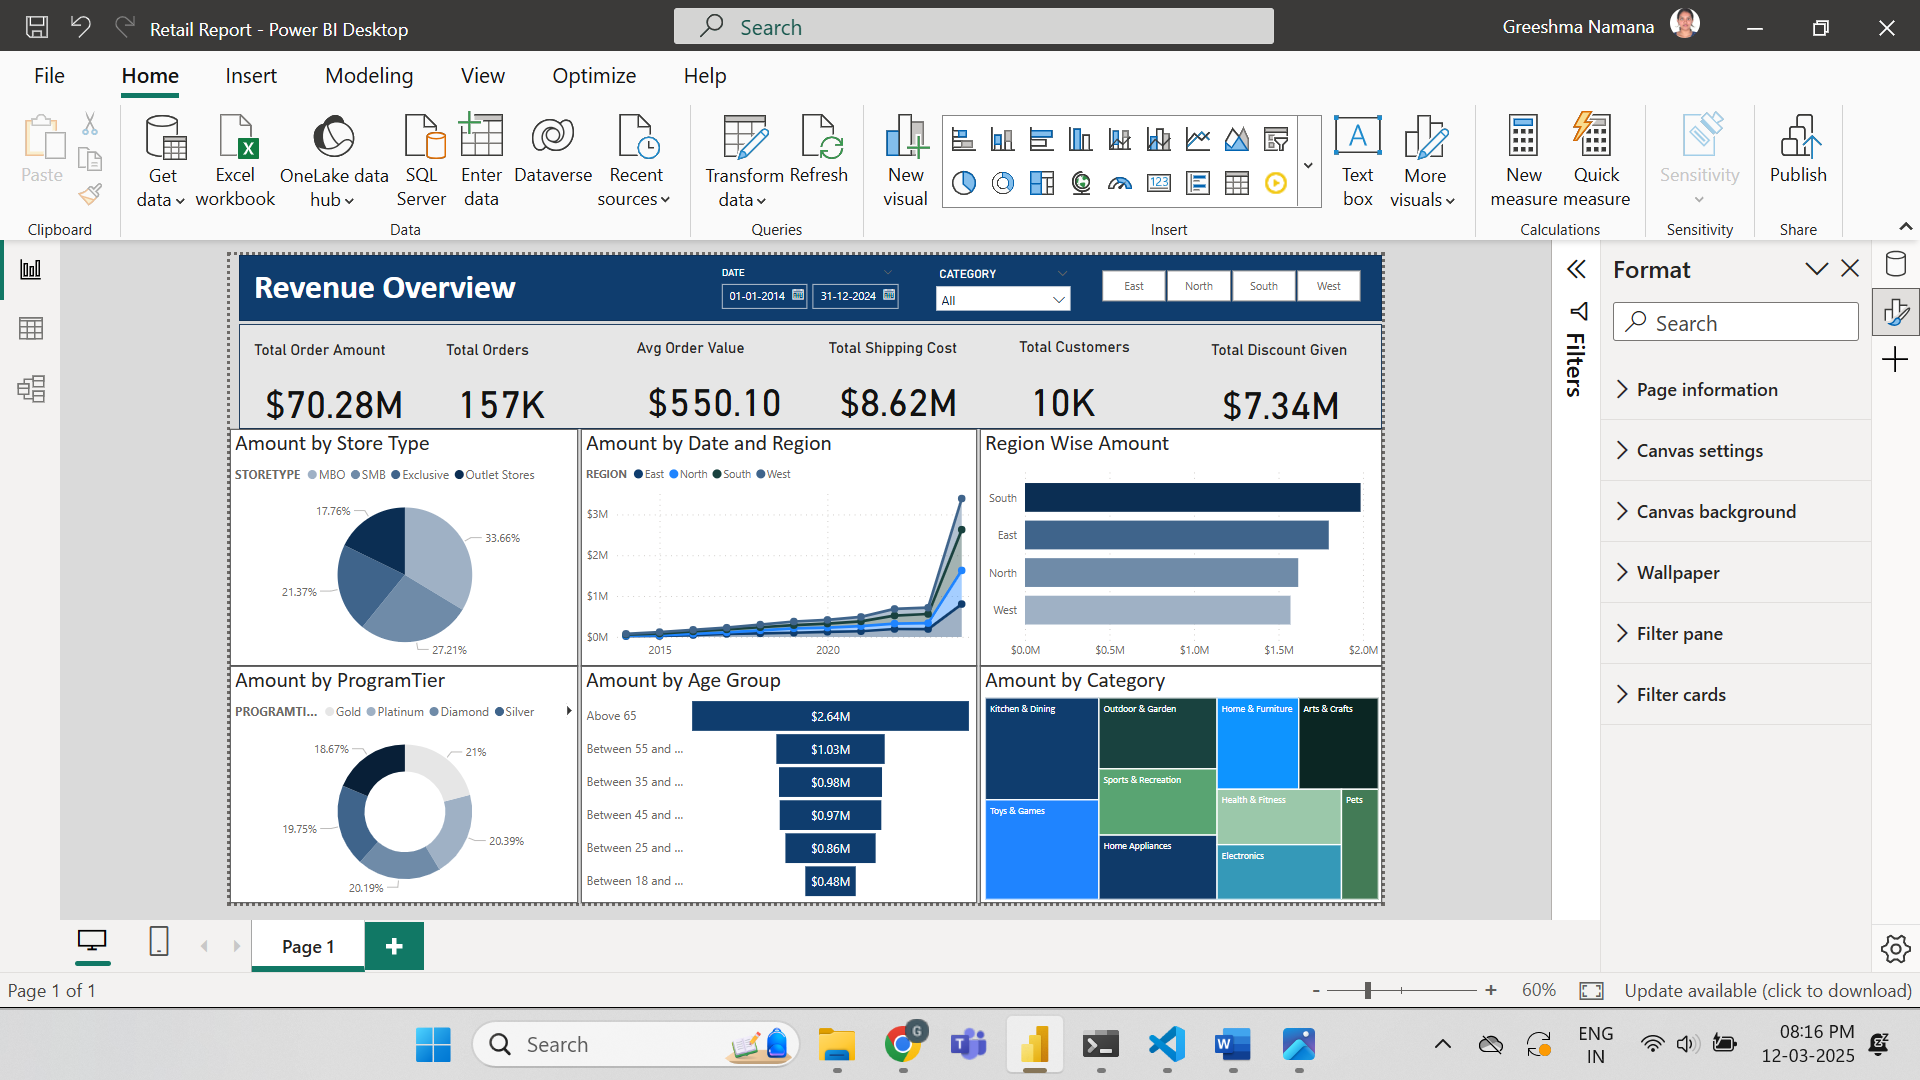 Retail Report - Power BI Desktop
Search
Greeshma Namana
File Home Insert Modeling View Optimize Help
Paste
Get data
Excel workbook
OneLake data hub
SQL Server
Enter data
Dataverse
Recent sources
Transform data
Refresh
New visual
123
A
Text box
More visuals
New measure
Quick measure
Sensitivity
Publish
Clipboard
Data
Queries
Insert
Calculations
Sensitivity
Share
Revenue Overview
DATE
01-01-2014
31-12-2024
CATEGORY
All
East
North
South
West
Total Order Amount
$70.28M
Total Orders
157K
Avg Order Value
$550.10
Total Shipping Cost
$8.62M
Total Customers
10K
Total Discount Given
$7.34M
Amount by Store Type
STORETYPE MBO SMB Exclusive Outlet Stores
17.76%
33.66%
21.37%
27.21%
Amount by Date and Region
REGION East North South West
$3M
$2M
$1M
$0M
2015
2020
Region Wise Amount
South
East
North
West
$0.0M
$0.5M
$1.0M
$1.5M
$2.0M
Amount by ProgramTier
PROGRAMTI... Gold Platinum Diamond Silver
18.67%
21%
19.75%
20.39%
20.19%
Amount by Age Group
Above 65
$2.64M
Between 55 and ...
$1.03M
Between 35 and ...
$0.98M
Between 45 and ...
$0.97M
Between 25 and ...
$0.86M
Between 18 and ...
$0.48M
Amount by Category
Kitchen & Dining
Outdoor & Garden
Home & Furniture
Arts & Crafts
Sports & Recreation
Toys & Games
Health & Fitness
Pets
Home Appliances
Electronics
Filters
Format
Search
Page information
Canvas settings
Canvas background
Wallpaper
Filter pane
Filter cards
Page 1
Page 1 of 1
60%
Update available (click to download)
Search
G
ENG
IN
08:16 PM
12-03-2025